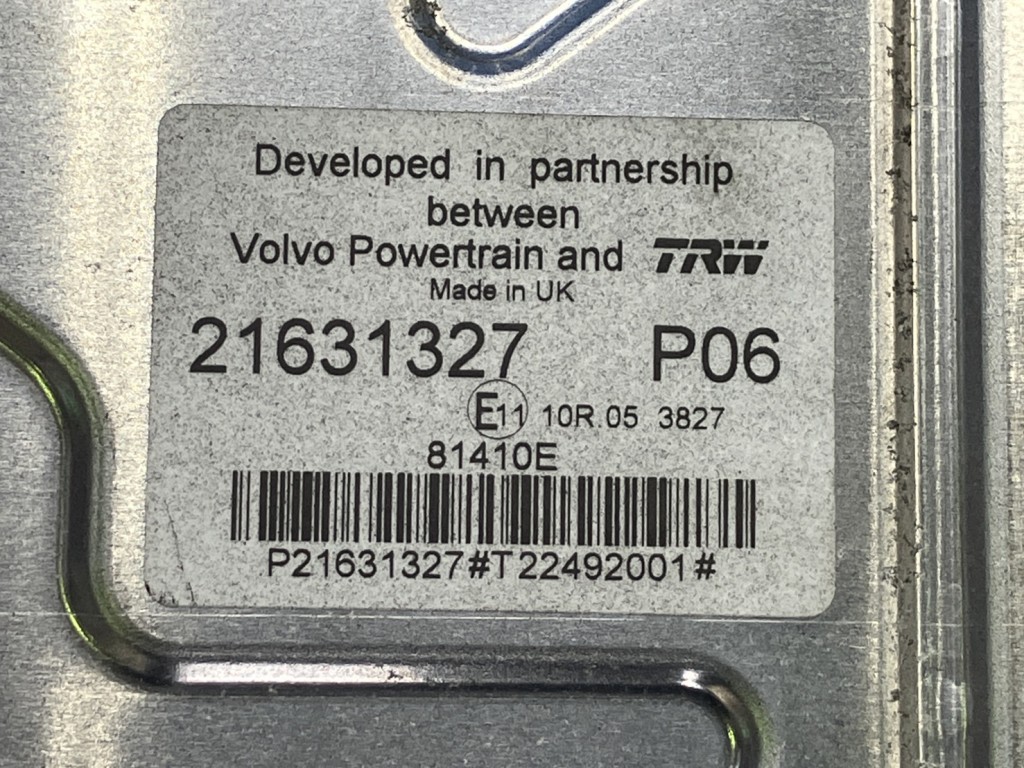 Developed in partnership
between
Volvo Powertrain and TRW
Made in UK
21631327 P06
E11 10R 05 3827
81410E
P21631327#T22492001#